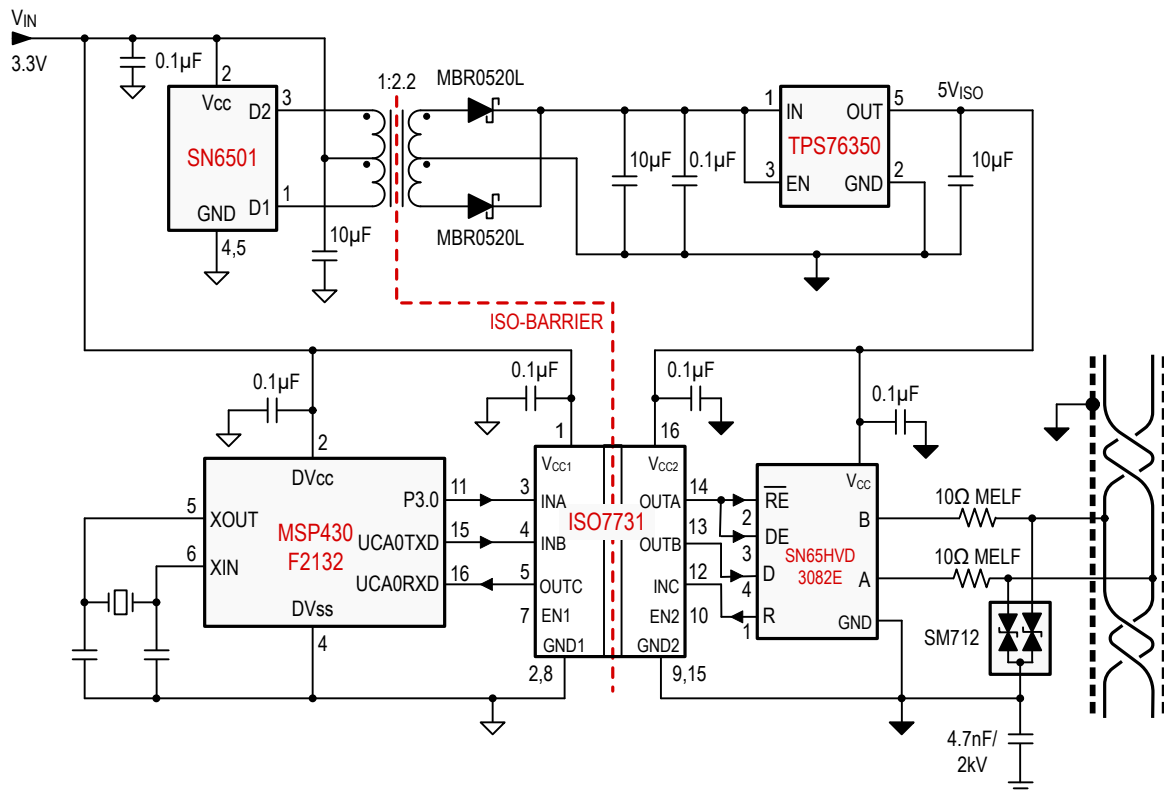 VIN
3.3V
0.1µF
2
Vcc
D2
3
SN6501
D1
1
GND
4,5
10µF
1:2.2
MBR0520L
MBR0520L
10µF
0.1µF
1
IN
OUT
5
TPS76350
3
EN
GND
2
5VISO
10µF
ISO-BARRIER
0.1µF
2
DVcc
5
XOUT
6
XIN
MSP430
F2132
P3.0
11
UCA0TXD
15
UCA0RXD
16
DVss
4
0.1µF
1
VCC1
3
INA
4
INB
5
OUTC
7
EN1
GND1
2,8
ISO7731
0.1µF
16
VCC2
OUTA
14
OUTB
13
INC
12
EN2
10
GND2
9,15
0.1µF
VCC
RE
2
DE
3
D
4
R
1
SN65HVD
3082E
B
A
GND
10Ω MELF
10Ω MELF
SM712
4.7nF/
2kV